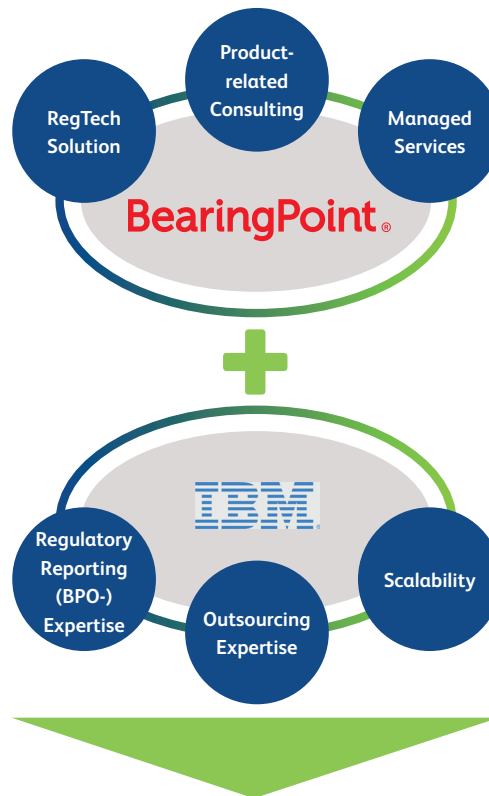 Product-
related
Consulting
RegTech
Solution
Managed
Services
BearingPoint®
IBM®
Regulatory
Reporting
(BPO-)
Expertise
Outsourcing
Expertise
Scalability